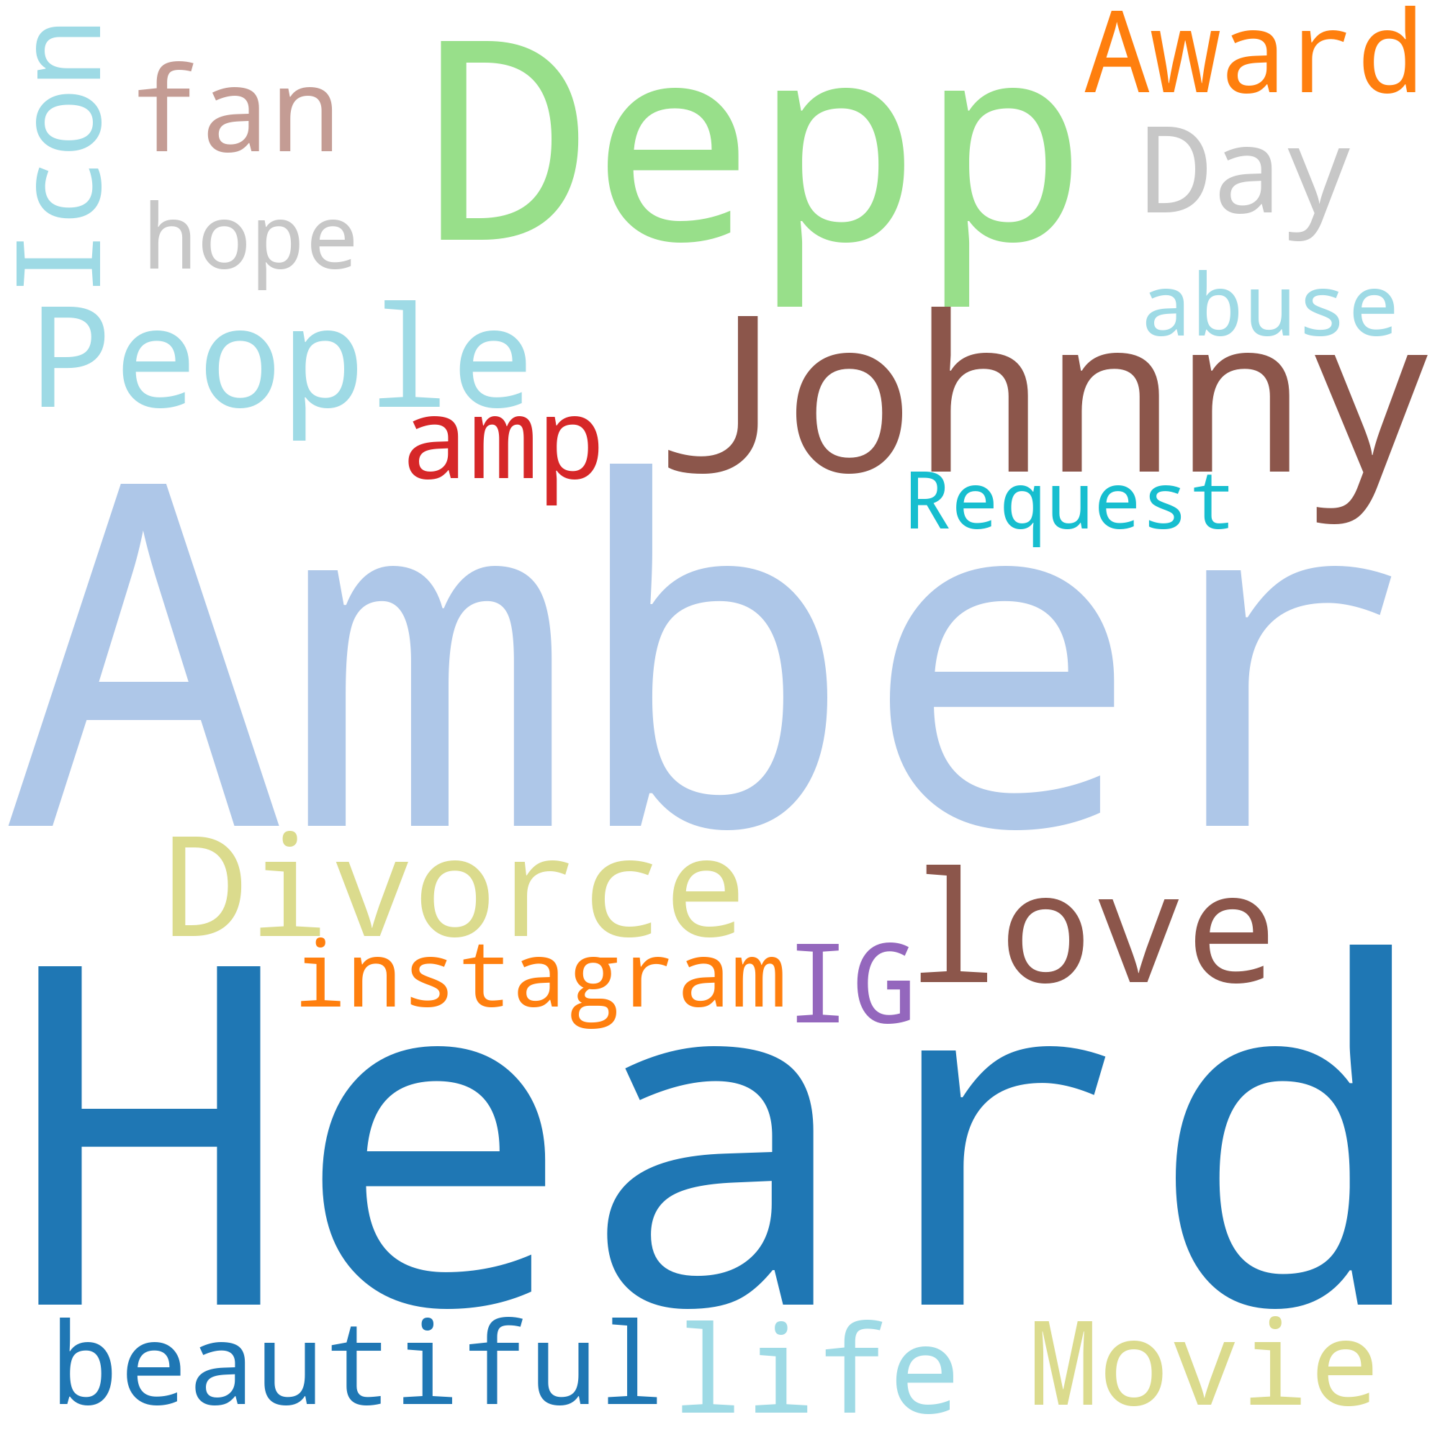 Icon
fan
Depp
Award
hope
Day
People
abuse
Johnny
amp
Request
Amber
Divorce
love
instagram
IG
Heard
beautiful
life
Movie